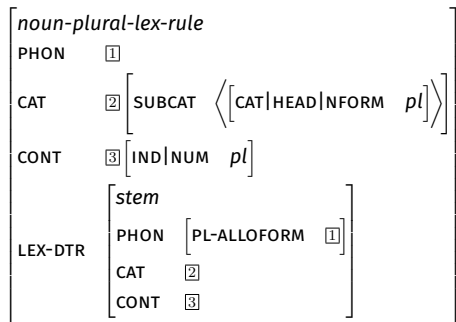 noun-plural-lex-rule
PHON 1
CAT 2 [SUBCAT ⟨[CAT|HEAD|NFORM pl]⟩]
CONT 3 [IND|NUM pl]
stem
PHON [PL-ALLOFORM 1]
LEX-DTR
CAT 2
CONT 3